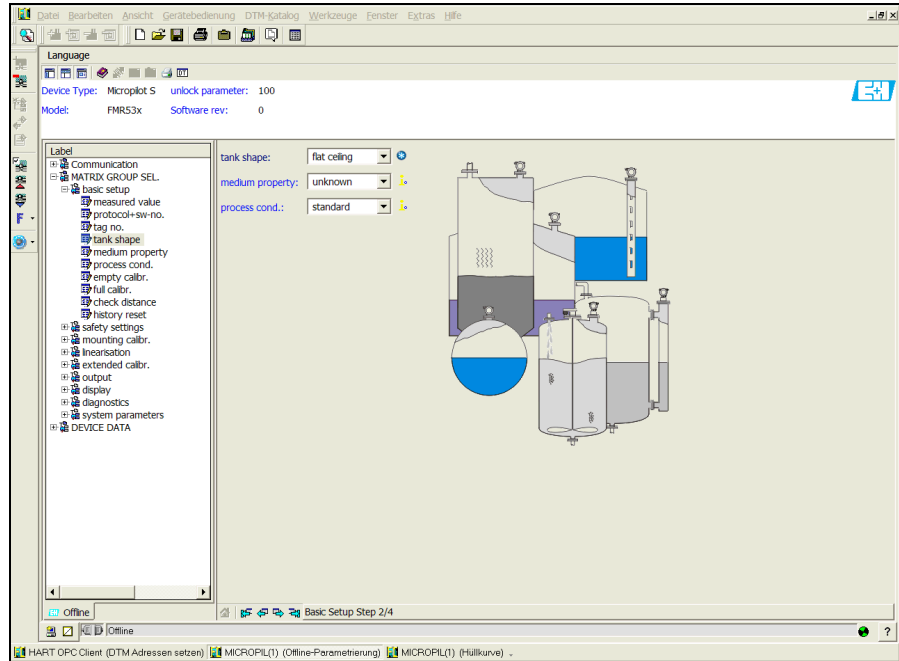 Datei Bearbeiten Ansicht Gerätebedienung DTM-Katalog Werkzeuge Fenster Extras Hilfe
Language
Device Type: Micropilot S unlock parameter: 100
Model: FMR53x Software rev: 0
E+H
Label
Communication
MATRIX GROUP SEL.
basic setup
measured value
protocol+sw-no.
tag no.
tank shape
medium property
process cond.
empty calibr.
full calibr.
check distance
history reset
safety settings
mounting calibr.
linearisation
extended calibr.
output
display
diagnostics
system parameters
DEVICE DATA
tank shape: flat ceiling
medium property: unknown
process cond.: standard
F
Offline
Basic Setup Step 2/4
Offline
?
HART OPC Client (DTM Adressen setzen) MICROPIL(1) (Offline-Parametrierung) MICROPIL(1) (Hüllkurve)